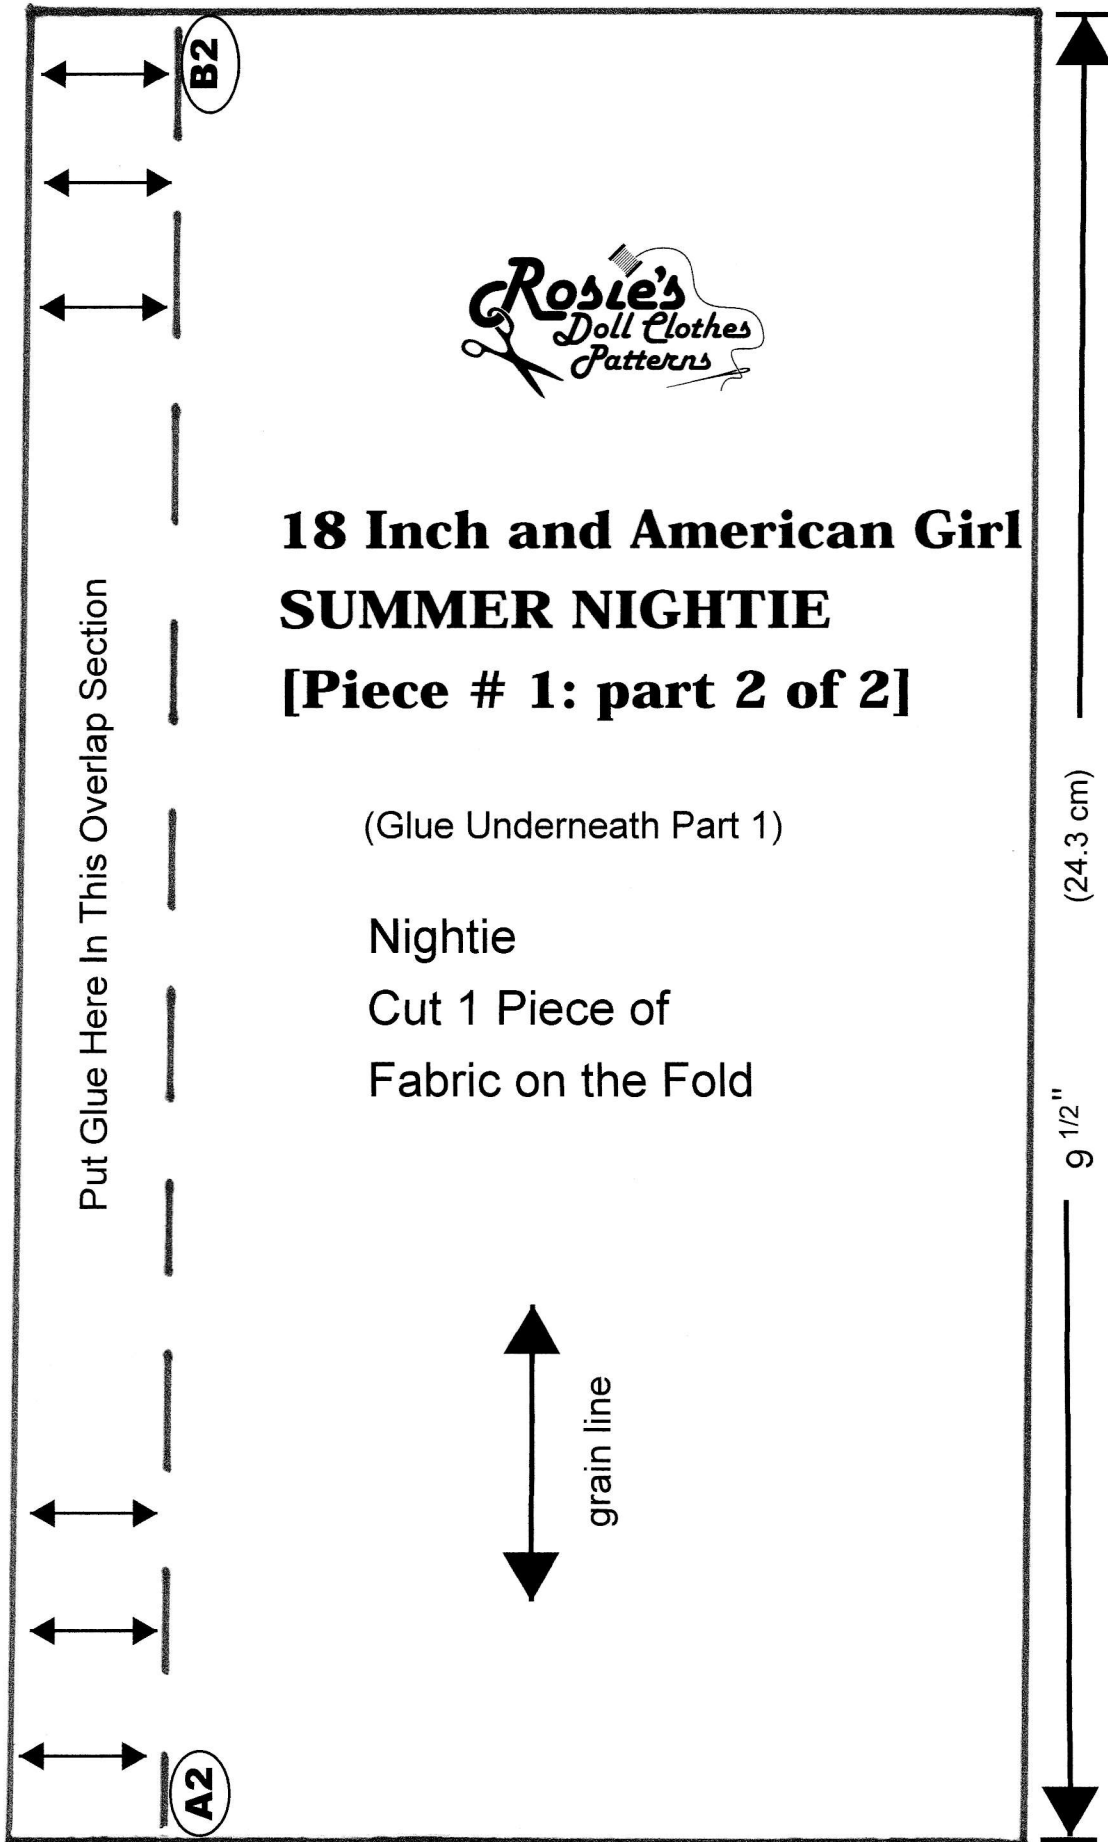 B2
Rosie's
Doll Clothes
Patterns
18 Inch and American Girl
SUMMER NIGHTIE
[Piece # 1: part 2 of 2]
(Glue Underneath Part 1)
Nightie
Cut 1 Piece of
Fabric on the Fold
Put Glue Here In This Overlap Section
grain line
A2
9 1/2" (24.3 cm)